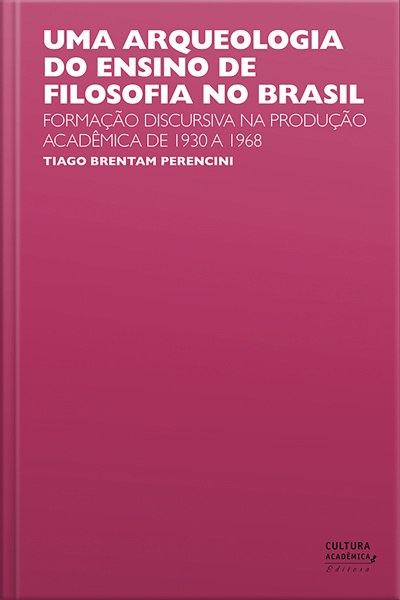 UMA ARQUEOLOGIA
DO ENSINO DE
FILOSOFIA NO BRASIL
FORMAÇÃO DISCURSIVA NA PRODUÇÃO
ACADÊMICA DE 1930 A 1968
TIAGO BRENTAM PERENCINI
CULTURA
ACADÊMICA
Editora